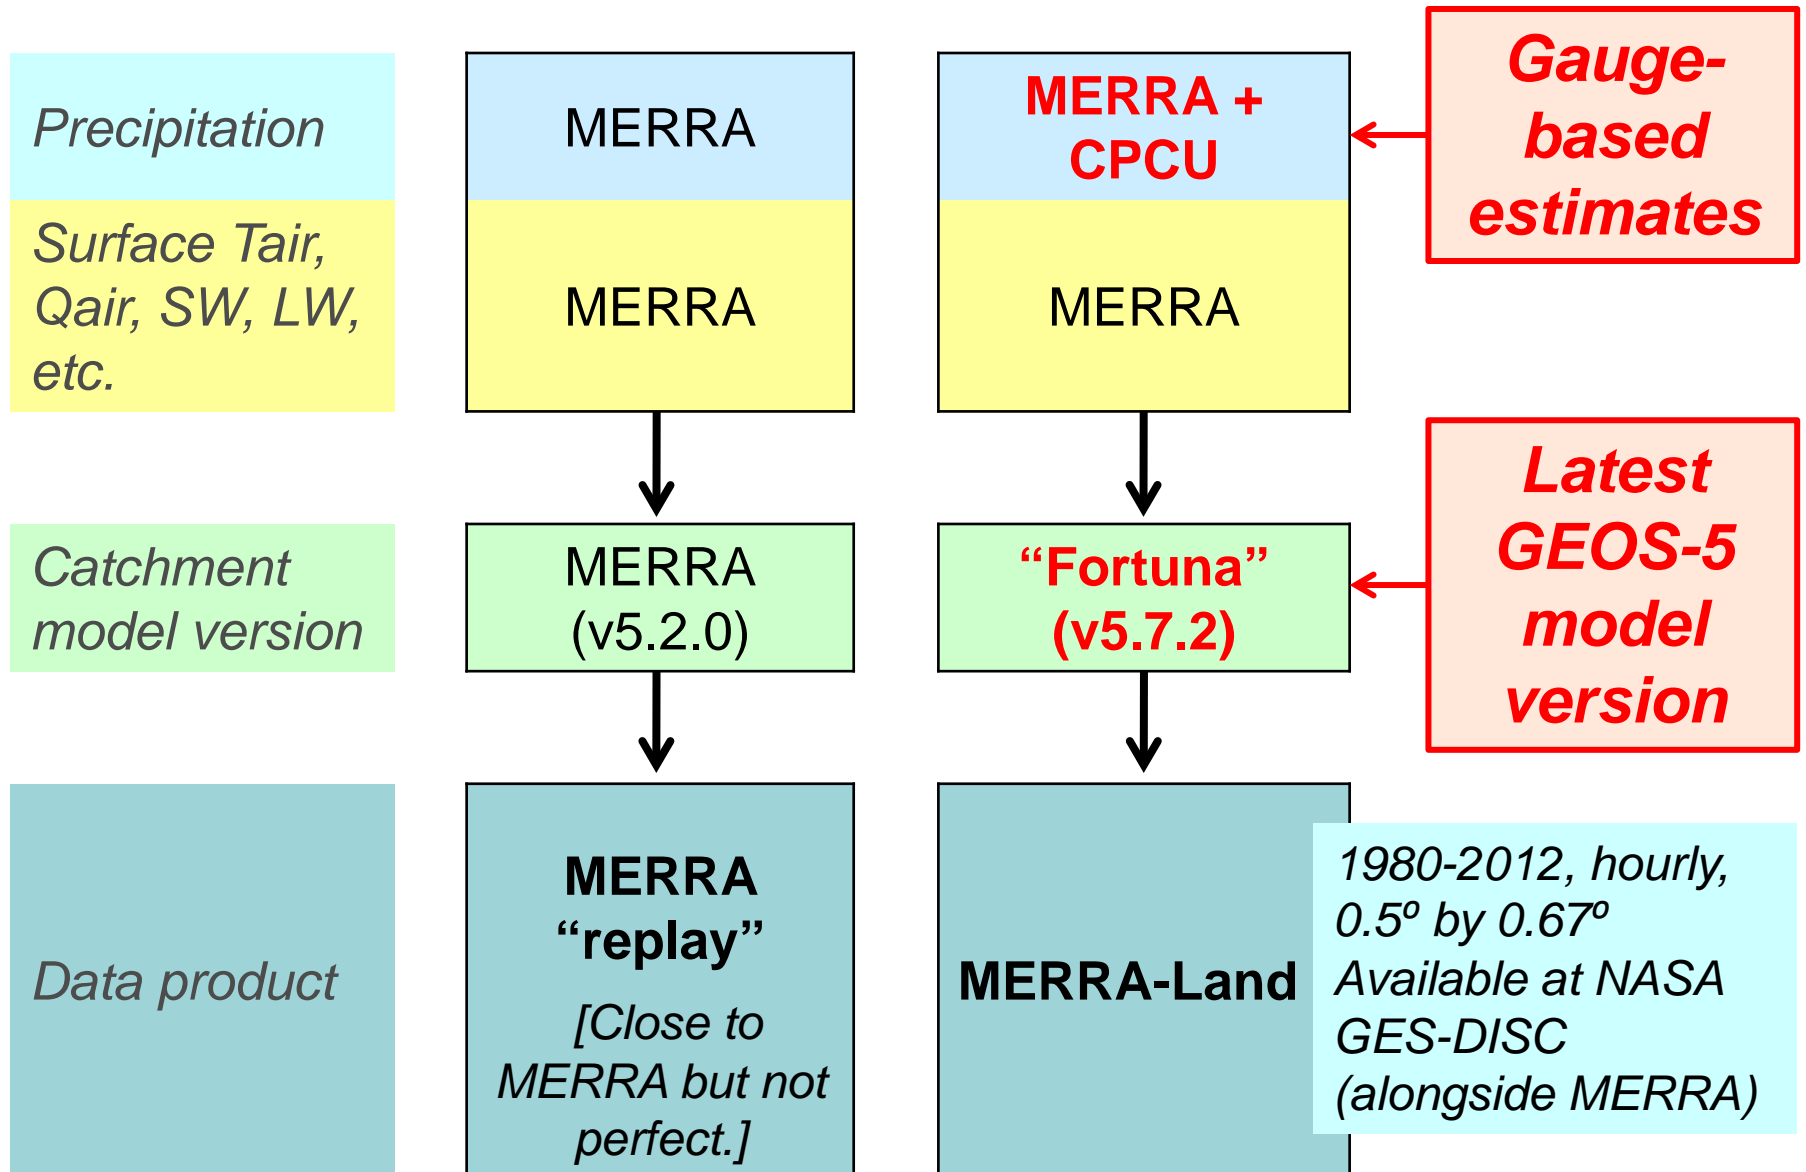 Precipitation
MERRA
MERRA +
CPCU
Gauge-
based
estimates
Surface Tair,
Qair, SW, LW,
etc.
MERRA
MERRA
Catchment
model version
MERRA
(v5.2.0)
“Fortuna”
(v5.7.2)
Latest
GEOS-5
model
version
Data product
MERRA
“replay”
[Close to
MERRA but not
perfect.]
MERRA-Land
1980-2012, hourly,
0.5º by 0.67º
Available at NASA
GES-DISC
(alongside MERRA)